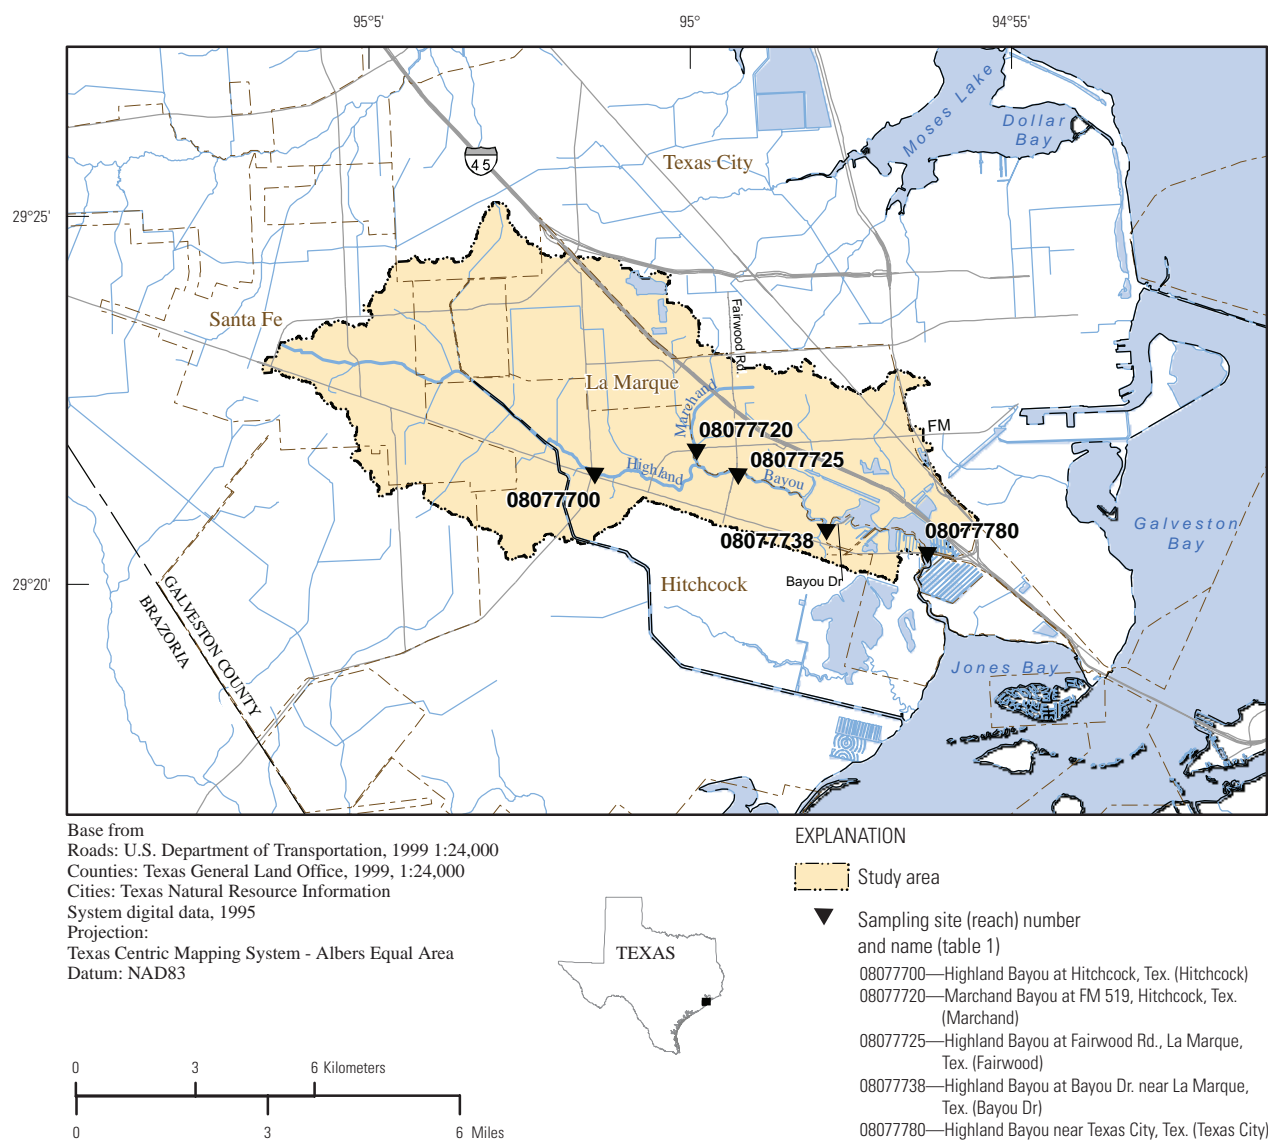 95°5'
95°
94°55'
29°25'
29°20'
45
Texas City
Moses Lake
Dollar
Bay
Santa Fe
Fairwood Rd.
La Marque
Marchand
08077720
FM
Highland
Bayou
08077725
08077700
08077738
08077780
Galveston
Bay
Bayou Dr
Hitchcock
GALVESTON COUNTY
BRAZORIA
Jones Bay
Base from
Roads: U.S. Department of Transportation, 1999 1:24,000
Counties: Texas General Land Office, 1999, 1:24,000
Cities: Texas Natural Resource Information
System digital data, 1995
Projection:
Texas Centric Mapping System - Albers Equal Area
Datum: NAD83
0 3 6 Kilometers
0 3 6 Miles
TEXAS
EXPLANATION
Study area
Sampling site (reach) number
and name (table 1)
08077700—Highland Bayou at Hitchcock, Tex. (Hitchcock)
08077720—Marchand Bayou at FM 519, Hitchcock, Tex.
(Marchand)
08077725—Highland Bayou at Fairwood Rd., La Marque,
Tex. (Fairwood)
08077738—Highland Bayou at Bayou Dr. near La Marque,
Tex. (Bayou Dr)
08077780—Highland Bayou near Texas City, Tex. (Texas City)